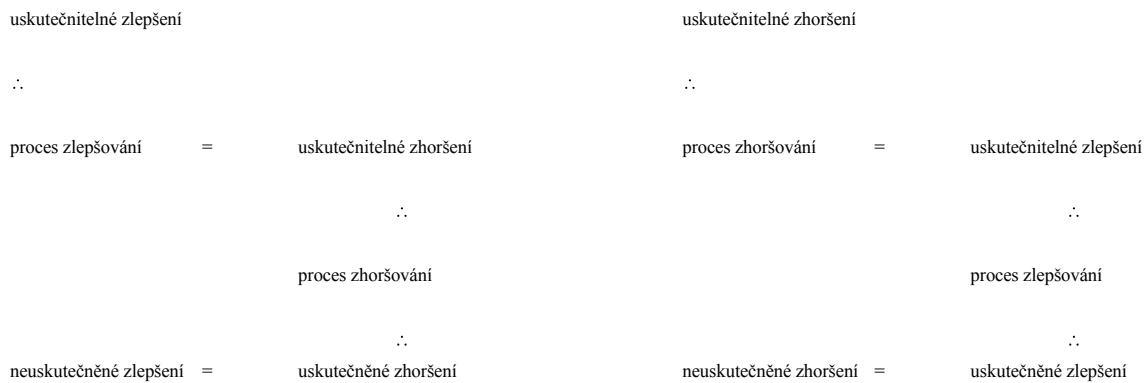 uskutečnitelné zlepšení uskutečnitelné zhoršení
∴ ∴
proces zlepšování = uskutečnitelné zhoršení proces zhoršování = uskutečnitelné zlepšení
∴ ∴
proces zhoršování proces zlepšování
∴ ∴
neuskutečněné zlepšení = uskutečněné zhoršení neuskutečněné zhoršení = uskutečněné zlepšení